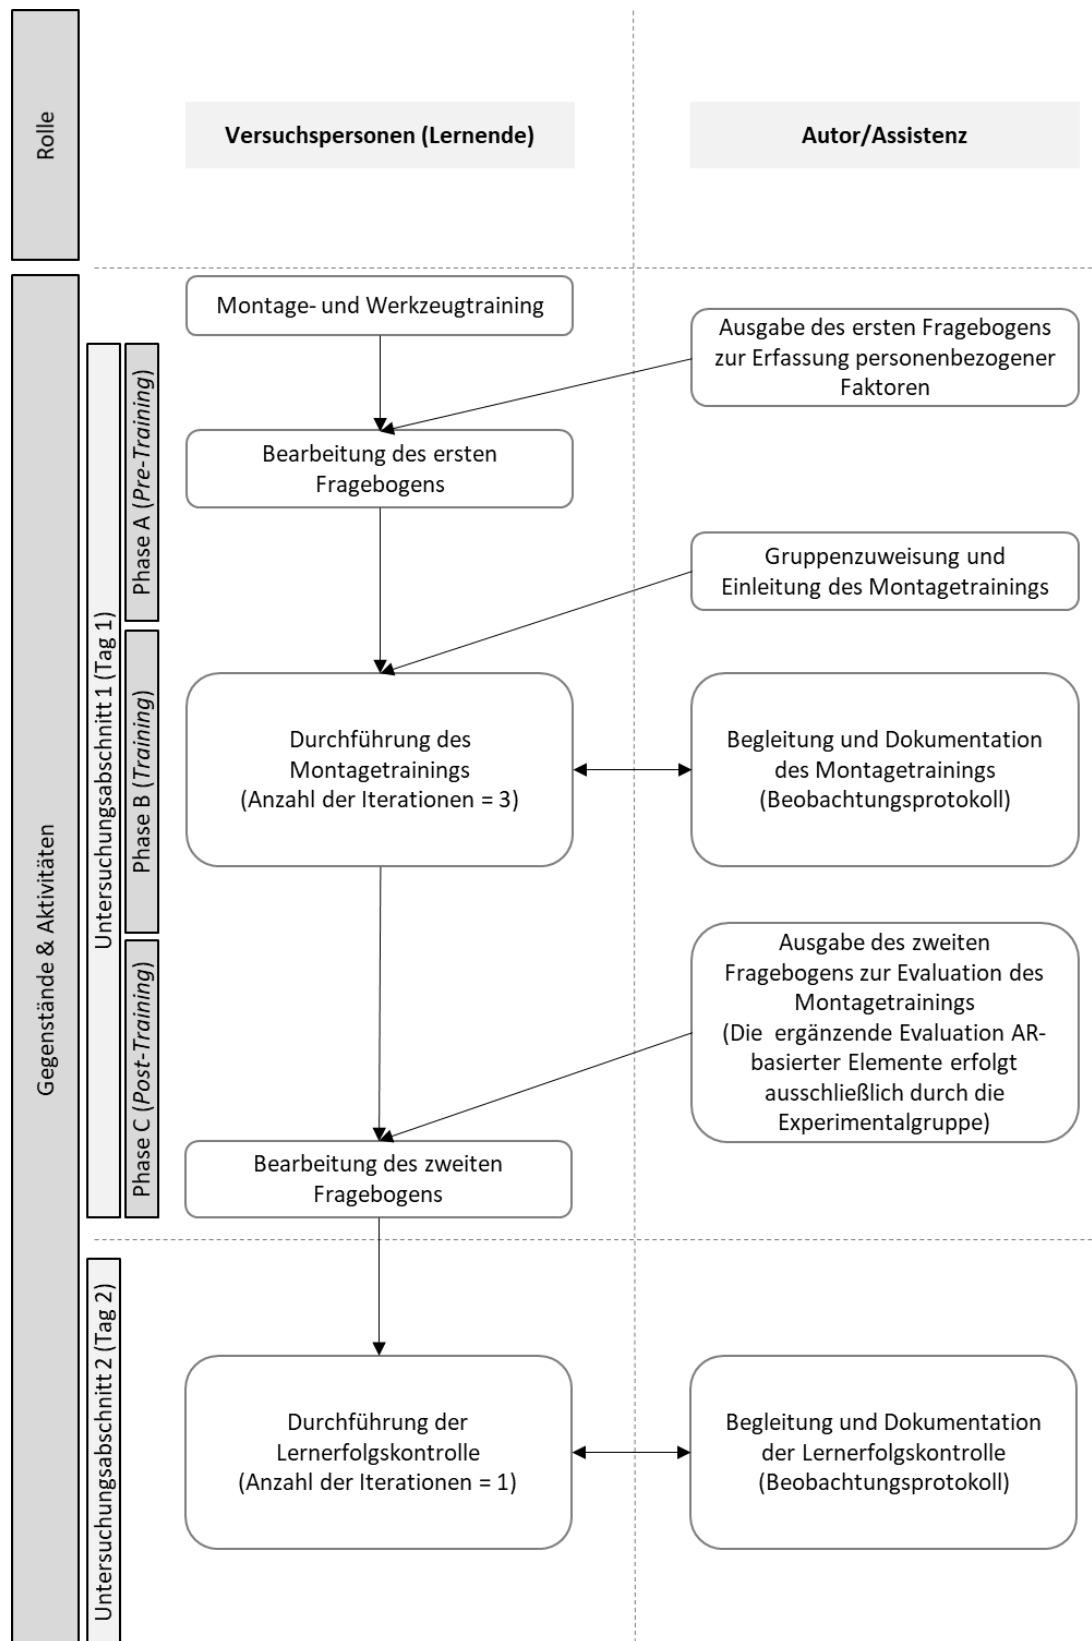 Rolle
Versuchspersonen (Lernende)
Autor/Assistenz
Gegenstände & Aktivitäten
Untersuchungsabschnitt 1 (Tag 1)
Phase A (Pre-Training)
Montage- und Werkzeugtraining
Ausgabe des ersten Fragebogens
zur Erfassung personenbezogener
Faktoren
Bearbeitung des ersten
Fragebogens
Gruppenzuweisung und
Einleitung des Montagetrainings
Phase B (Training)
Durchführung des
Montagetrainings
(Anzahl der Iterationen = 3)
Begleitung und Dokumentation
des Montagetrainings
(Beobachtungsprotokoll)
Phase C (Post-Training)
Ausgabe des zweiten
Fragebogens zur Evaluation des
Montagetrainings
(Die ergänzende Evaluation AR-
basierter Elemente erfolgt
ausschließlich durch die
Experimentalgruppe)
Bearbeitung des zweiten
Fragebogens
Untersuchungsabschnitt 2 (Tag 2)
Durchführung der
Lernerfolgskontrolle
(Anzahl der Iterationen = 1)
Begleitung und Dokumentation
der Lernerfolgskontrolle
(Beobachtungsprotokoll)